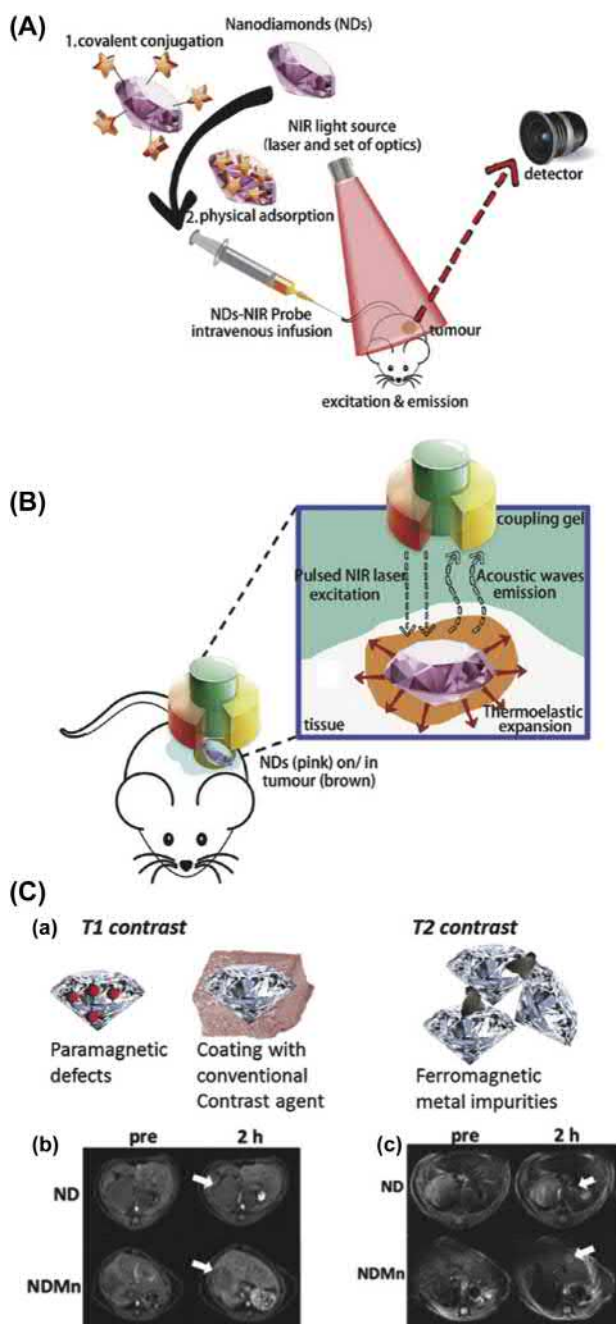 (A)
Nanodiamonds (NDs)
1.covalent conjugation
NIR light source
(laser and set of optics)
detector
2.physical adsorption
NDs-NIR Probe
intravenous infusion
tumour
excitation & emission
(B)
coupling gel
Pulsed NIR laser
excitation
Acoustic waves
emission
Thermoelastic
expansion
tissue
NDs (pink) on/ in
tumour (brown)
(C)
(a)
T1 contrast
T2 contrast
Paramagnetic
defects
Coating with
conventional
Contrast agent
Ferromagnetic
metal impurities
(b)
pre
2 h
ND
NDMn
(c)
pre
2 h
ND
NDMn